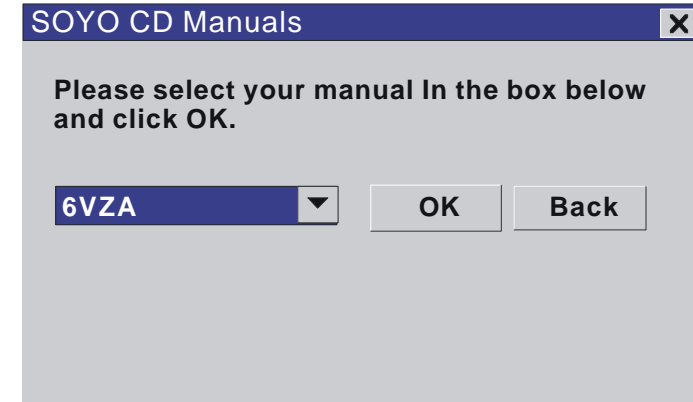 SOYO CD Manuals
Please select your manual In the box below
and click OK.
6VZA
OK
Back